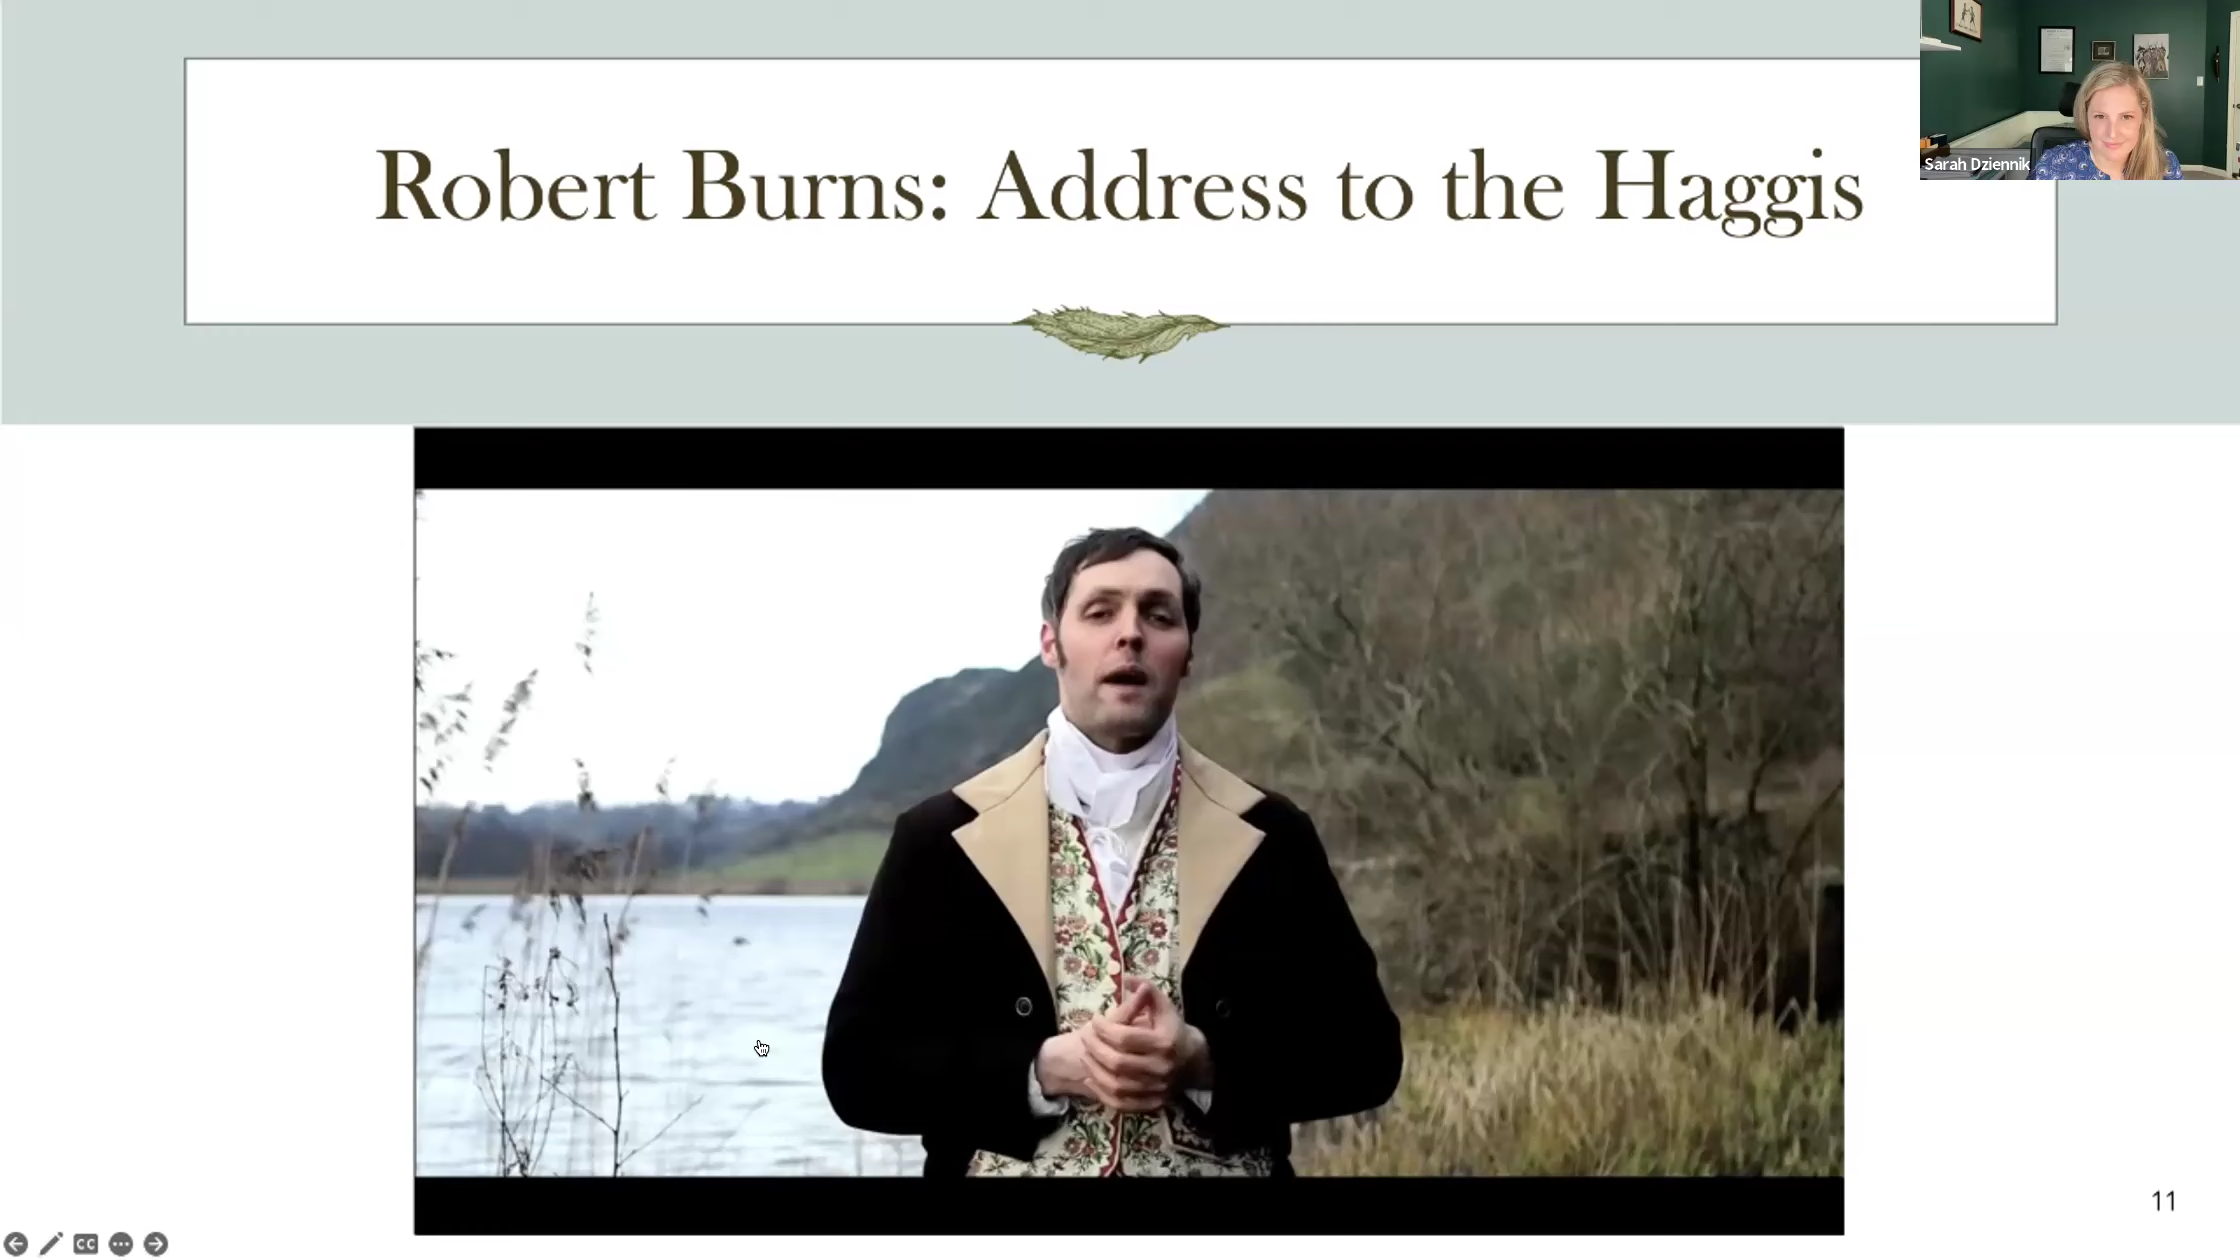 Robert Burns: Address to the Haggis
Sarah Dziennik
CC
11